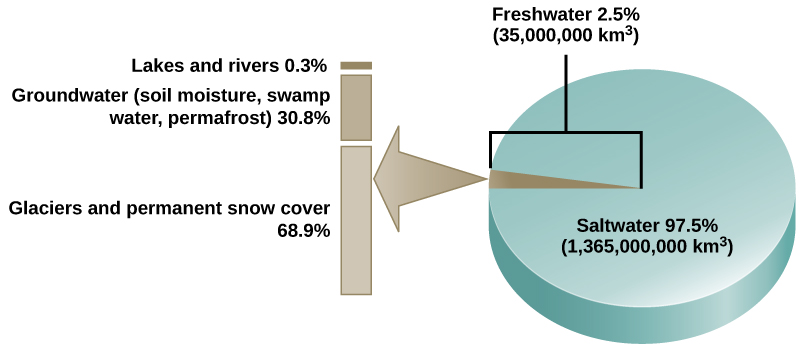 Freshwater 2.5%
(35,000,000 km³)
Lakes and rivers 0.3%
Groundwater (soil moisture, swamp
water, permafrost) 30.8%
Glaciers and permanent snow cover
68.9%
Saltwater 97.5%
(1,365,000,000 km³)